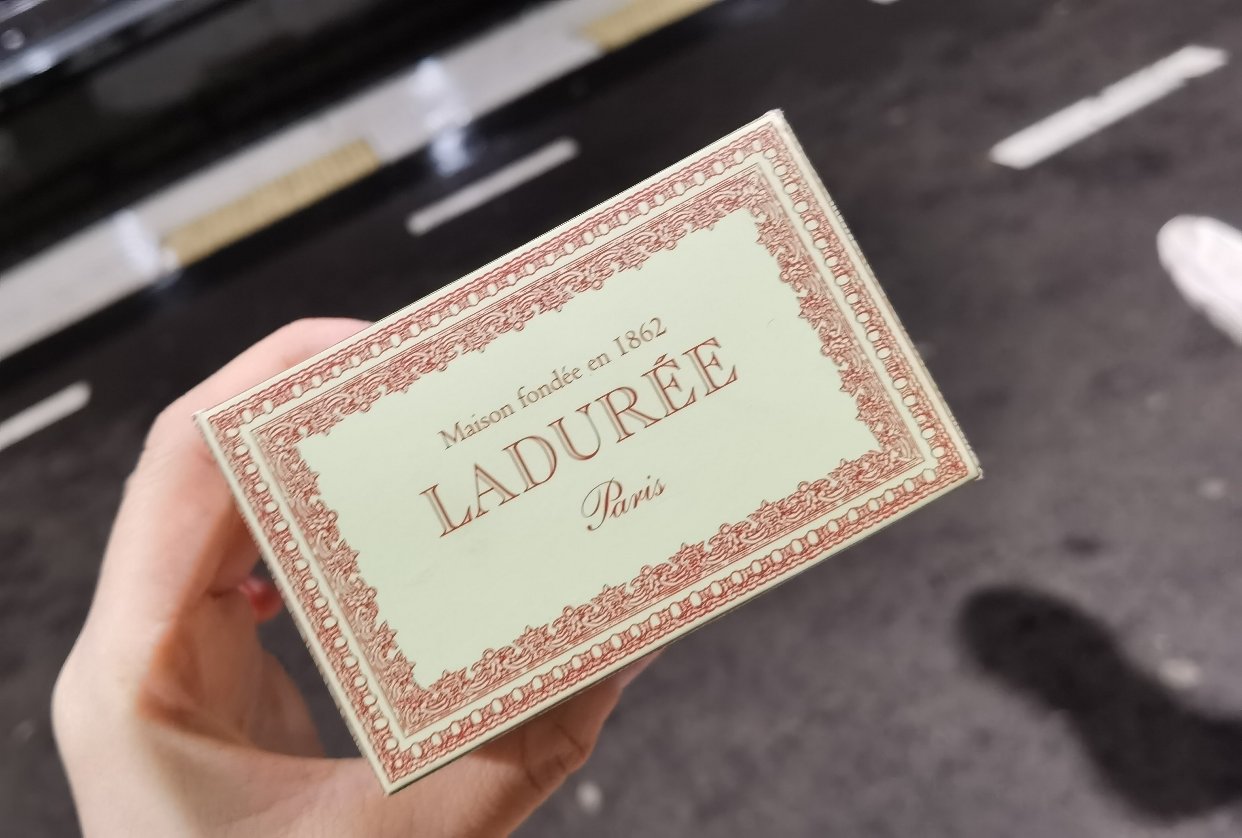 Maison fondée en 1862
LADURÉE
Paris